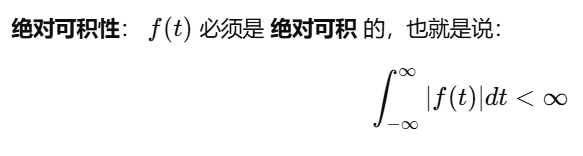 绝对可积性： f(t) 必须是 绝对可积 的，也就是说：
∫_{-∞}^{∞} |f(t)|dt < ∞